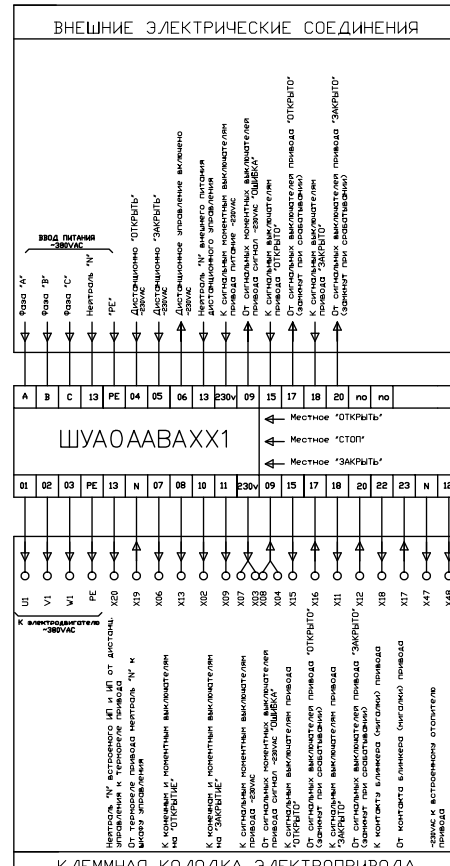 ВНЕШНИЕ ЭЛЕКТРИЧЕСКИЕ СОЕДИНЕНИЯ
ВВОД ПИТАНИЯ
~380VAC
Фаза "А"
Фаза "В"
Фаза "С"
Нейтраль "N"
"РЕ"
Дистанционно "ОТКРЫТЬ"
~230VAC
Дистанционно "ЗАКРЫТЬ"
~230VAC
Дистанционное управление включено
~230VAC
Нейтраль "N" внешнего питания
дистанционного управления
К сигнальным моментным выключателям
привода питание ~230VAC
От сигнальных моментных выключателей
привода сигнал ~230VAC "ОШИБКА"
К сигнальным выключателям
привода "ОТКРЫТО"
От сигнальных выключателей привода "ОТКРЫТО"
(замкнут при срабатывании)
К сигнальным выключателям
привода "ЗАКРЫТО"
От сигнальных выключателей привода "ЗАКРЫТО"
(замкнут при срабатывании)
A B C 13 PE 04 05 06 13 230v 09 15 17 18 20 no no
ШУАОААВАХХ1
Местное "ОТКРЫТЬ"
Местное "СТОП"
Местное "ЗАКРЫТЬ"
01 02 03 PE 13 N 07 08 10 11 230v 09 15 17 18 20 22 23 N 12
U1 V1 W1 PE X20 X19 X06 X13 X02 X09 X07 X03 X08 X04 X15 X16 X11 X12 X18 X17 X47 X48
К электродвигателю
~380VAC
Нейтраль "N" встроенного ИП и ИП от дистанц.
управления к термореле привода
От термореле привода нейтраль "N" к
шкафу управления
К конечным и моментным выключателям
на "ОТКРЫТИЕ"
К конечным и моментным выключателям
на "ЗАКРЫТИЕ"
К сигнальным моментным выключателям
привода ~230VAC
От сигнальных моментных выключателей
привода сигнал ~230VAC "ОШИБКА"
К сигнальным выключателям привода
"ОТКРЫТО"
От сигнальных выключателей привода "ОТКРЫТО"
(замкнут при срабатывании)
К сигнальным выключателям привода
"ЗАКРЫТО"
От сигнальных выключателей привода "ЗАКРЫТО"
(замкнут при срабатывании)
К контакту блинкера (мигалки) привода
От контакта блинкера (мигалки) привода
~230VAC к встроенному отопителю
привода
КЛЕММНАЯ КОЛОДКА ЭЛЕКТРОПРИВОДА